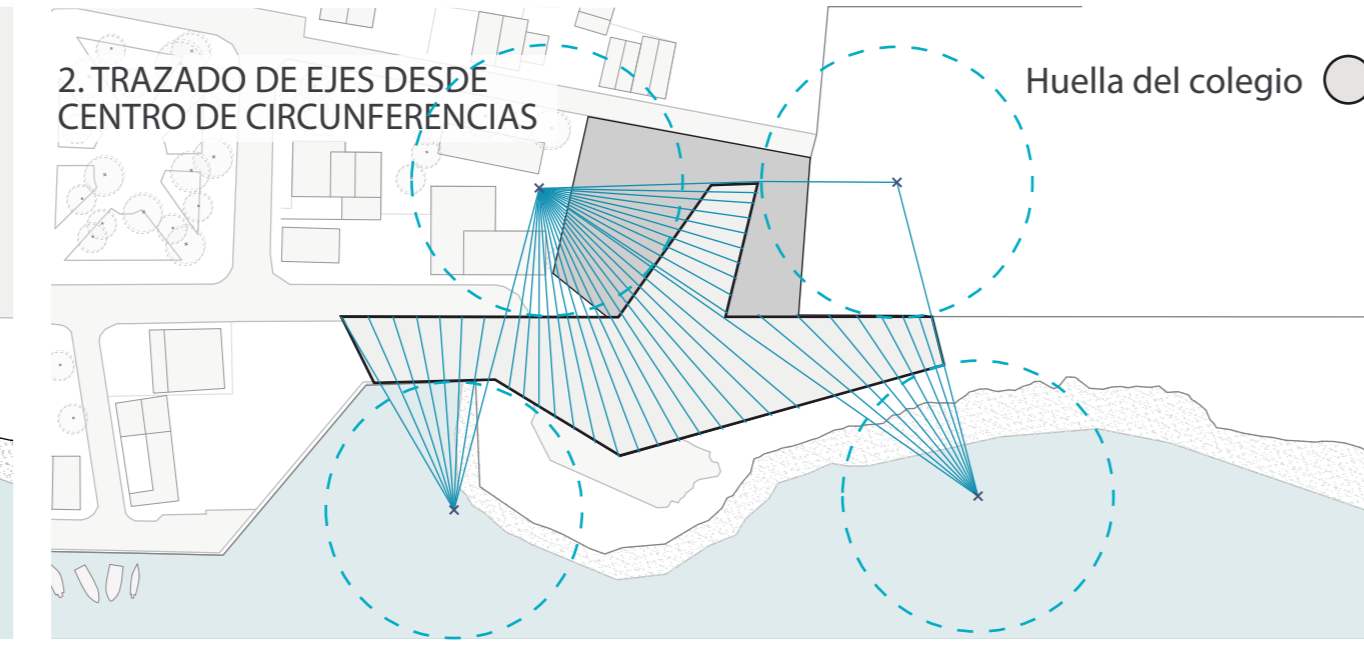 2. TRAZADO DE EJES DESDE
CENTRO DE CIRCUNFERENCIAS
Huella del colegio